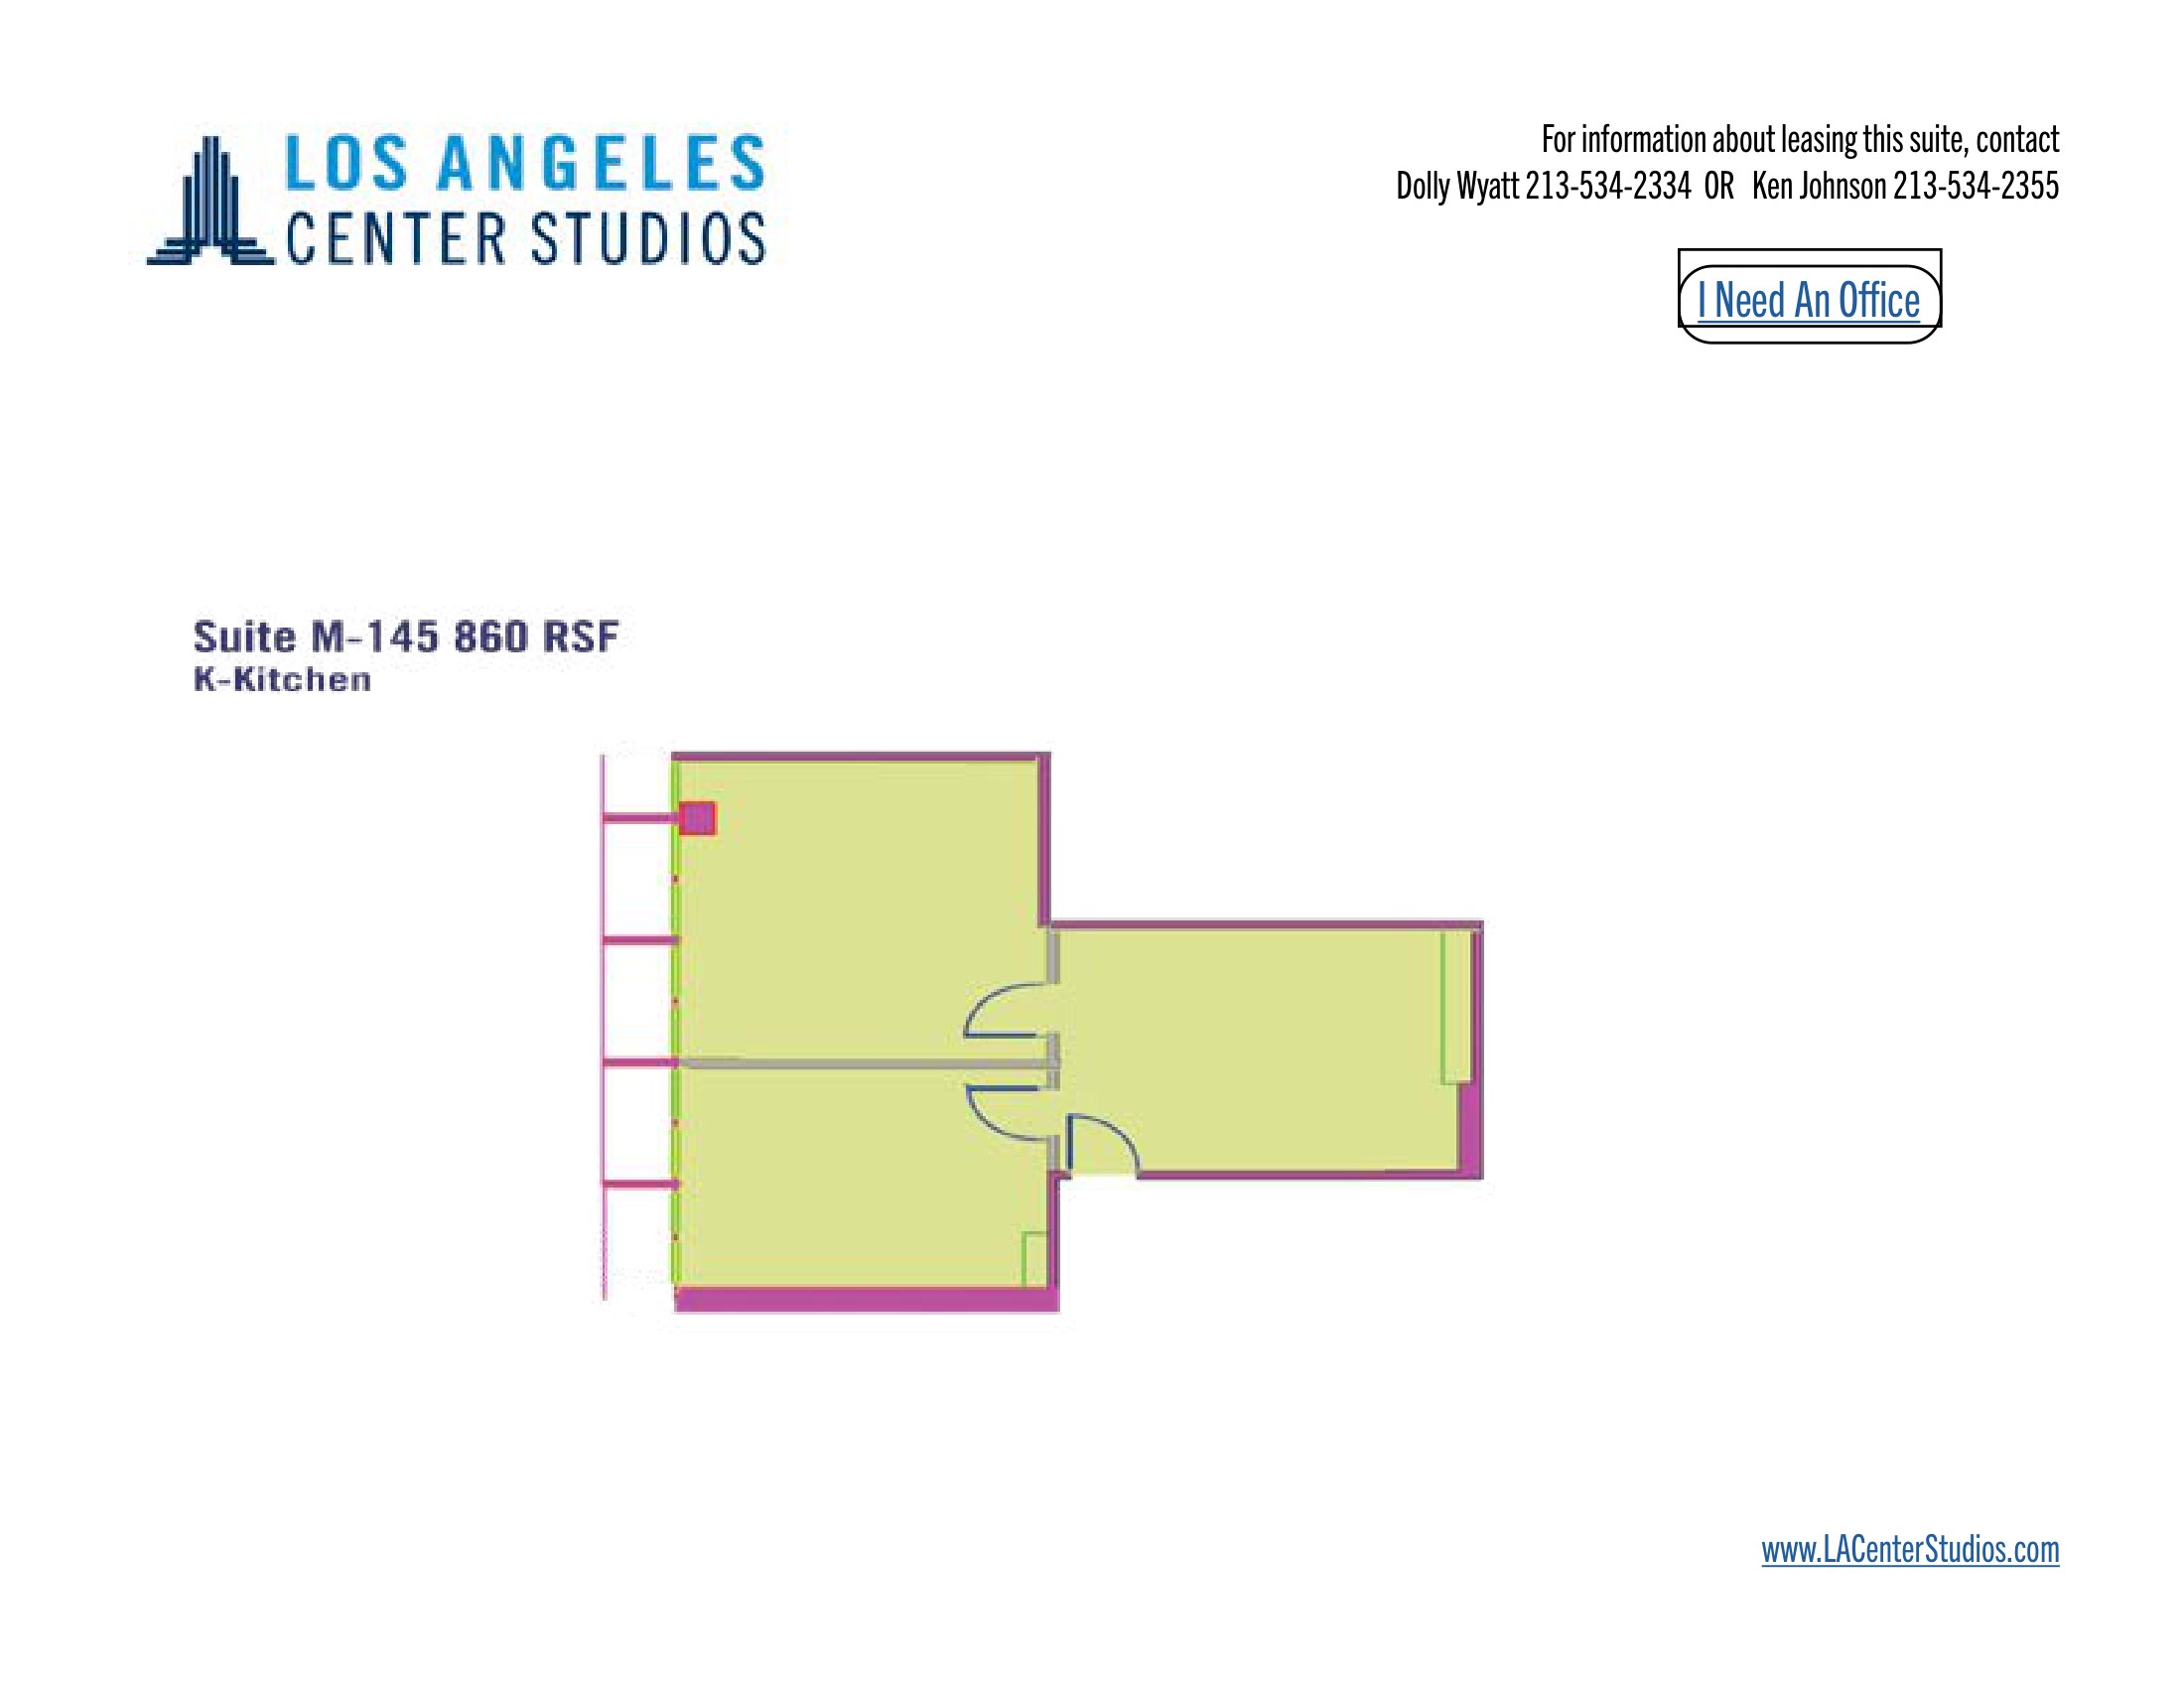 LOS ANGELES
CENTER STUDIOS
For information about leasing this suite, contact
Dolly Wyatt 213-534-2334 OR Ken Johnson 213-534-2355
I Need An Office
Suite M-145 860 RSF
K-Kitchen
www.LACenterStudios.com